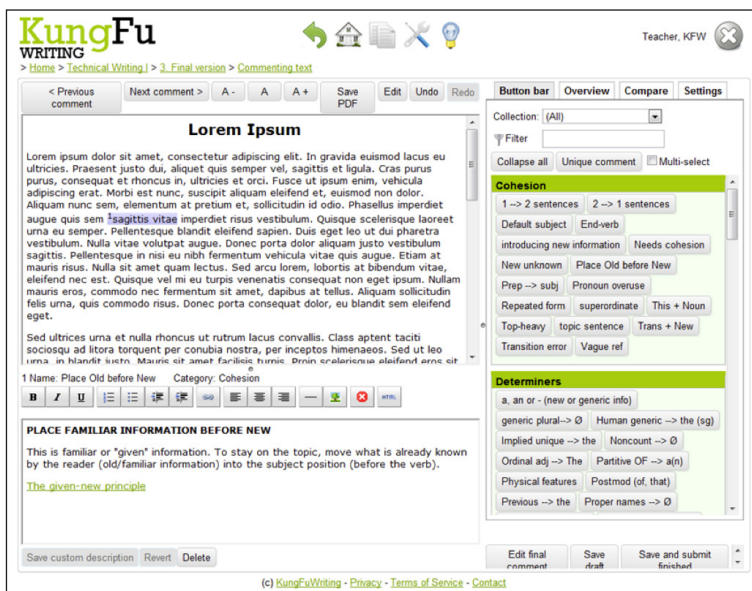 KungFu
WRITING
Teacher, KFW
> Home > Technical Writing I > 3. Final version > Commenting text
< Previous comment
Next comment >
A -
A
A +
Save PDF
Edit
Undo
Redo
Lorem Ipsum
Lorem ipsum dolor sit amet, consectetur adipiscing elit. In gravida euismod lacus eu
ultricies. Praesent justo dui, aliquet quis semper vel, sagittis et ligula. Cras purus
purus, consequat et rhoncus in, ultricies et orci. Fusce ut ipsum enim, vehicula
adipiscing erat. Morbi est nunc, suscipit aliquam eleifend et, euismod non dolor.
Aliquam nunc sem, elementum at pretium et, sollicitudin id odio. Phasellus imperdiet
augue quis sem 1sagittis vitae imperdiet risus vestibulum. Quisque scelerisque laoreet
urna eu semper. Pellentesque blandit eleifend sapien. Duis eget leo ut dui pharetra
vestibulum. Nulla vitae volutpat augue. Donec porta dolor aliquam justo vestibulum
sagittis. Pellentesque in nisi eu nibh fermentum vehicula vitae quis augue. Etiam at
mauris risus. Nulla sit amet quam lectus. Sed arcu lorem, lobortis at bibendum vitae,
eleifend nec est. Quisque vel mi eu turpis venenatis consequat non eget ipsum. Nullam
mauris eros, commodo nec fermentum sit amet, dapibus at tellus. Aliquam sollicitudin
felis urna, quis commodo risus. Donec porta consequat dolor, eu blandit sem eleifend
eget.
Sed ultrices urna et nulla rhoncus ut rutrum lacus convallis. Class aptent taciti
sociosqu ad litora torquent per conubia nostra, per inceptos himenaeos. Sed ut leo
urna, in blandit justo. Mauris sit amet facilisis turpis. Proin scelerisque eleifend eros sit
1 Name: Place Old before New Category: Cohesion
B
I
U
HTML
PLACE FAMILIAR INFORMATION BEFORE NEW
This is familiar or "given" information. To stay on the topic, move what is already known
by the reader (old/familiar information) into the subject position (before the verb).
The given-new principle
Save custom description
Revert
Delete
Button bar
Overview
Compare
Settings
Collection: (All)
Filter
Collapse all
Unique comment
Multi-select
Cohesion
1 --> 2 sentences
2 --> 1 sentences
Default subject
End-verb
introducing new information
Needs cohesion
New unknown
Place Old before New
Prep --> subj
Pronoun overuse
Repeated form
superordinate
This + Noun
Top-heavy
topic sentence
Trans + New
Transition error
Vague ref
Determiners
a, an or - (new or generic info)
generic plural--> Ø
Human generic --> the (sg)
Implied unique --> the
Noncount --> Ø
Ordinal adj --> The
Partitive OF --> a(n)
Physical features
Postmod (of, that)
Previous --> the
Proper names --> Ø
Edit final comment
Save draft
Save and submit finished
(c) KungFuWriting - Privacy - Terms of Service - Contact